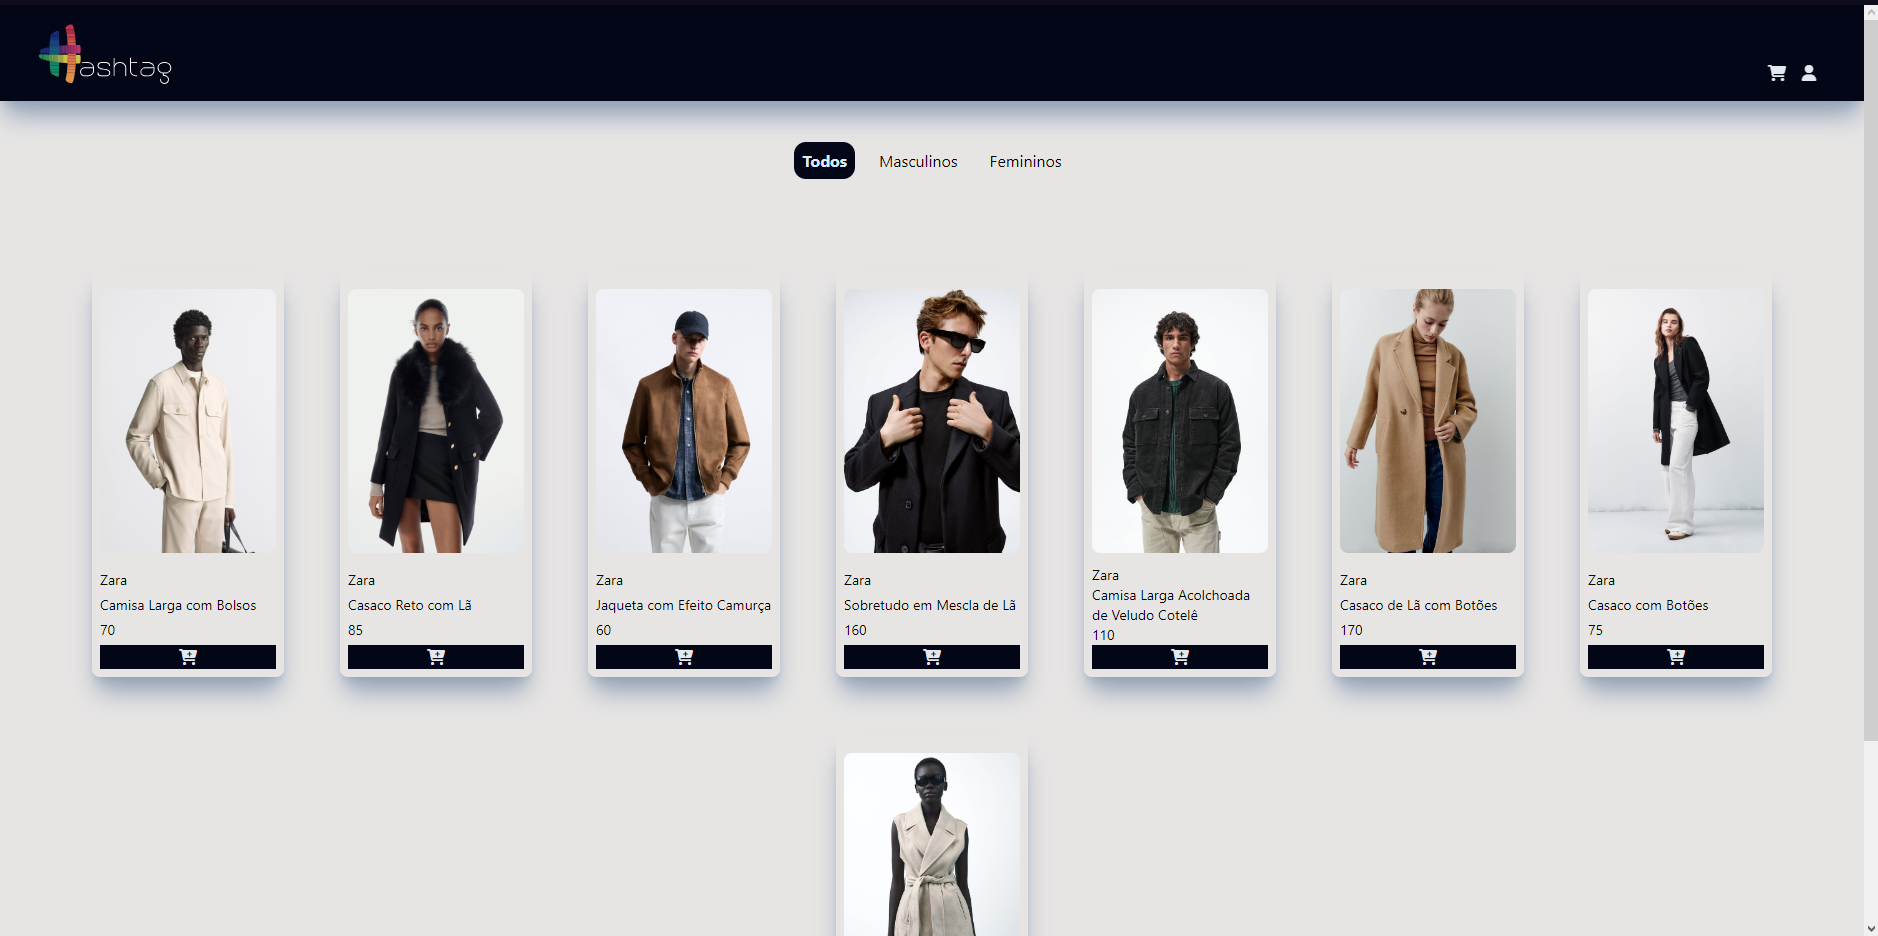 Hashtag
Todos
Masculinos
Femininos
Zara
Camisa Larga com Bolsos
70
Zara
Casaco Reto com Lã
85
Zara
Jaqueta com Efeito Camurça
60
Zara
Sobretudo em Mescla de Lã
160
Zara
Camisa Larga Acolchoada
de Veludo Cotelê
110
Zara
Casaco de Lã com Botões
170
Zara
Casaco com Botões
75